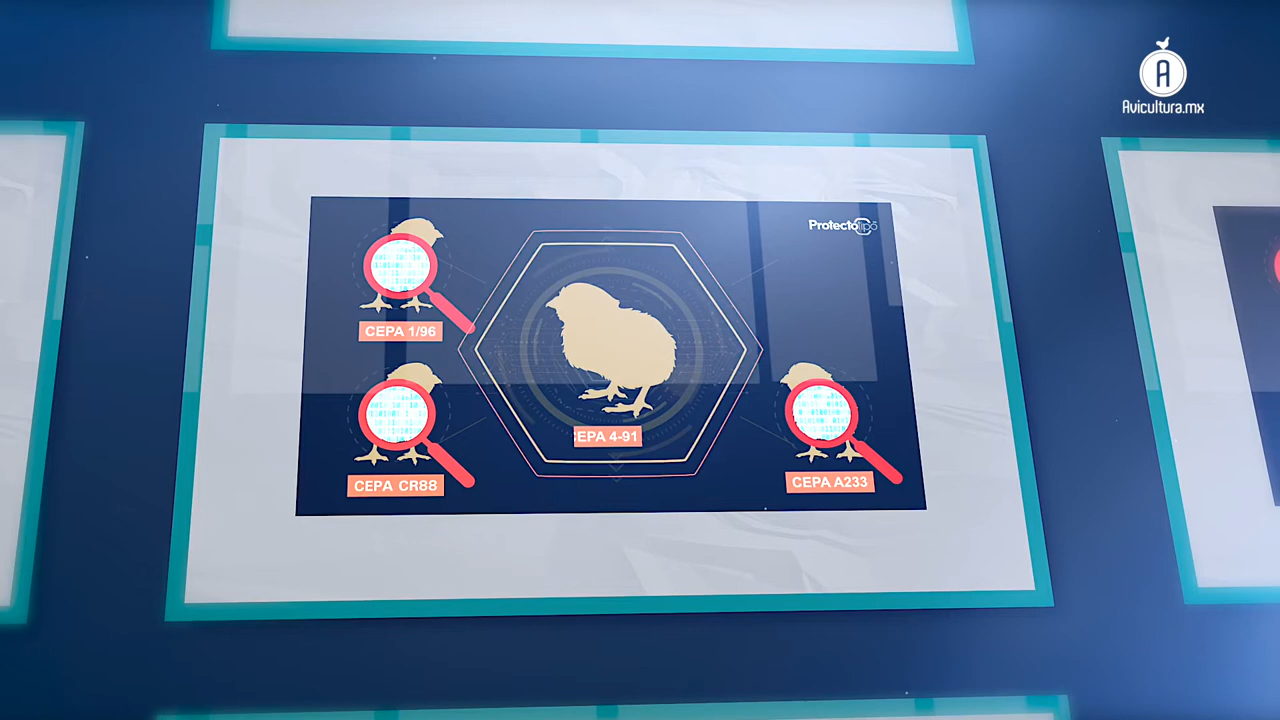 Avicultura.mx
Protectotipo
CEPA 1/96
CEPA 4-91
CEPA CR88
CEPA A233